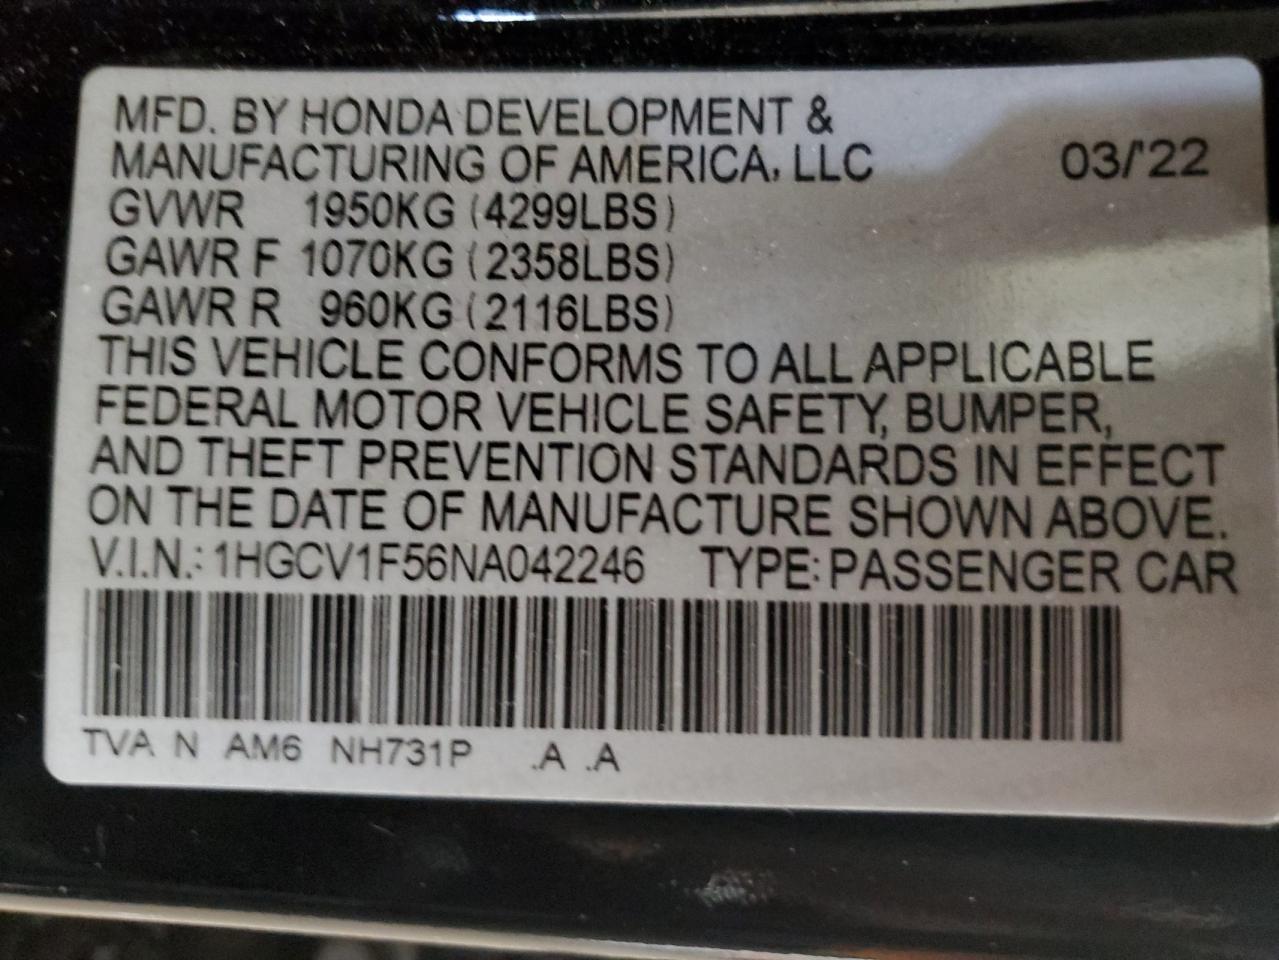 MFD. BY HONDA DEVELOPMENT &
MANUFACTURING OF AMERICA, LLC 03/'22
GVWR 1950KG (4299LBS)
GAWR F 1070KG (2358LBS)
GAWR R 960KG (2116LBS)
THIS VEHICLE CONFORMS TO ALL APPLICABLE
FEDERAL MOTOR VEHICLE SAFETY, BUMPER,
AND THEFT PREVENTION STANDARDS IN EFFECT
ON THE DATE OF MANUFACTURE SHOWN ABOVE.
V.I.N.: 1HGCV1F56NA042246 TYPE: PASSENGER CAR
TVA N AM6 NH731P .A .A